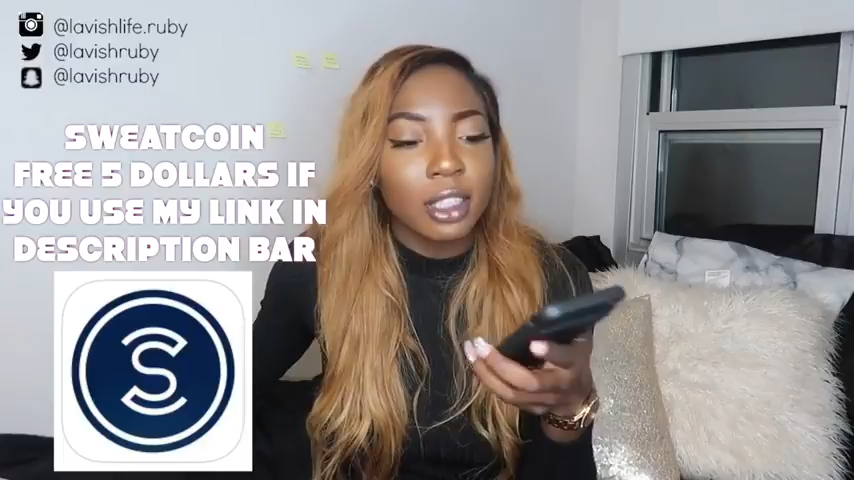 @lavishlife.ruby
@lavishruby
@lavishruby
SWEATCOIN
FREE 5 DOLLARS IF
YOU USE MY LINK IN
DESCRIPTION BAR